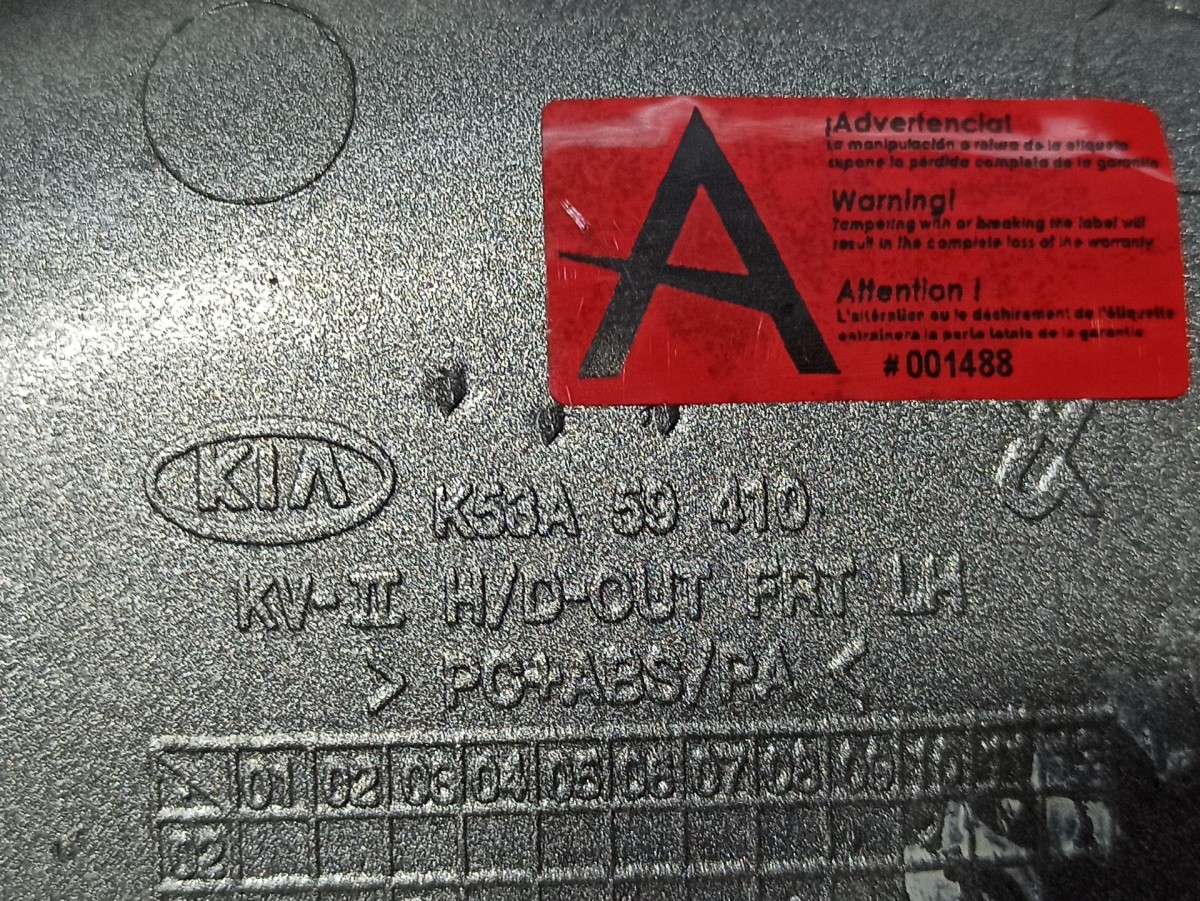 A
¡Advertencia!
La manipulación o rotura de la etiqueta
supone la pérdida completa de la garantía
Warning!
Tampering with or breaking the label will
result in the complete loss of the warranty
Attention !
L'altération ou le déchirement de l'étiquette
entraînera la perte totale de la garantie
#001488
KIA K53A 59 410
KV-II H/D-OUT FRT LH
> PC+ABS/PA <
01 02 03 04 05 06 07 08 09 10 11 12
02